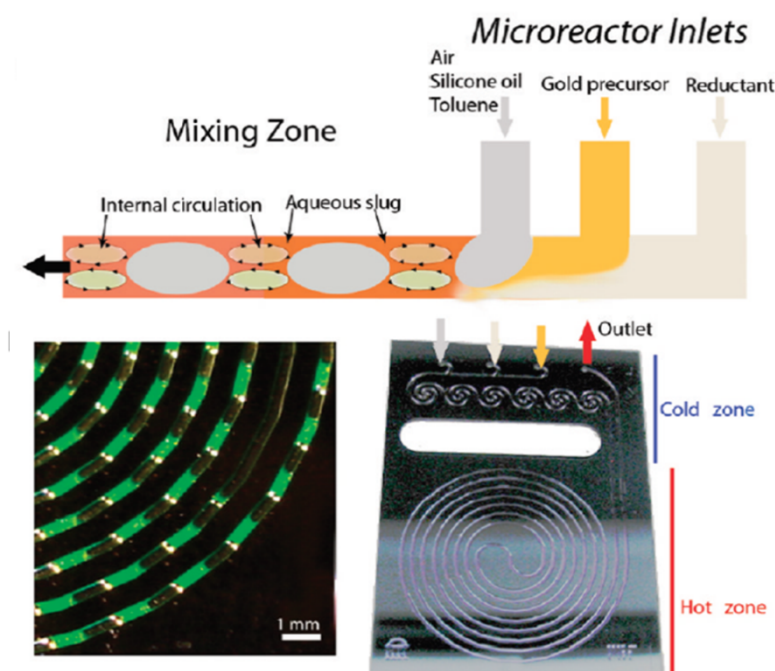 Microreactor Inlets
Air
Silicone oil
Toluene
Gold precursor
Reductant
Mixing Zone
Internal circulation
Aqueous slug
Outlet
Cold zone
Hot zone
1 mm